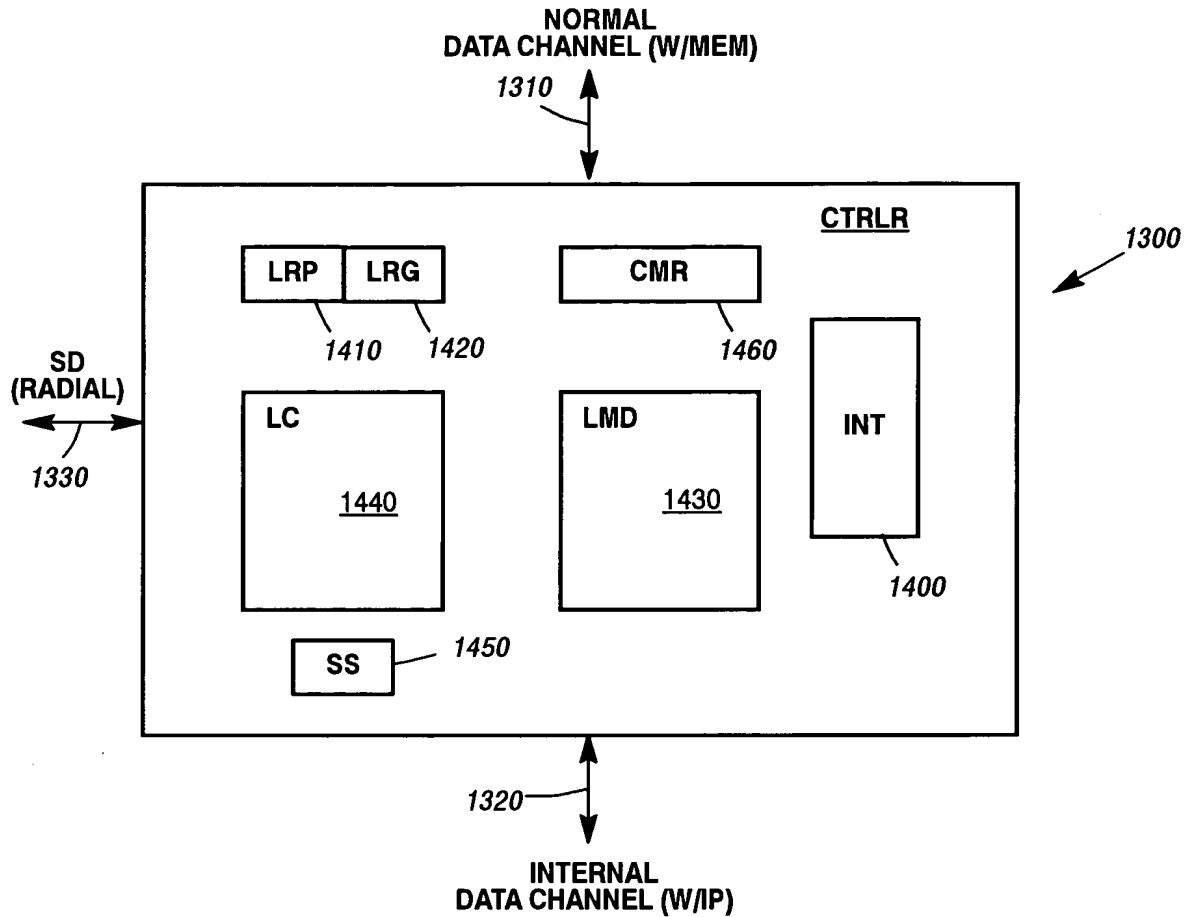 NORMAL
DATA CHANNEL (W/MEM)
1310
CTRLR
1300
LRP
LRG
CMR
1410
1420
1460
SD
(RADIAL)
1330
LC
LMD
INT
1440
1430
1400
SS
1450
1320
INTERNAL
DATA CHANNEL (W/IP)